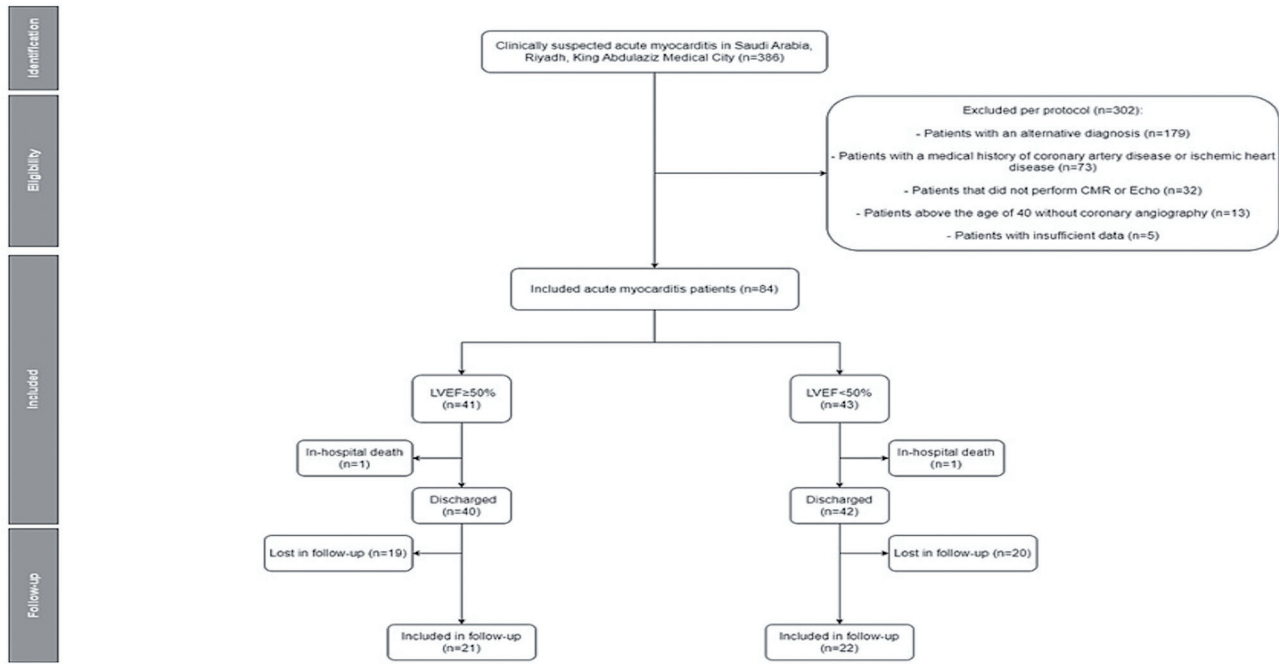 Identification
Clinically suspected acute myocarditis in Saudi Arabia,
Riyadh, King Abdulaziz Medical City (n=386)
Eligibility
Excluded per protocol (n=302):
- Patients with an alternative diagnosis (n=179)
- Patients with a medical history of coronary artery disease or ischemic heart
disease (n=73)
- Patients that did not perform CMR or Echo (n=32)
- Patients above the age of 40 without coronary angiography (n=13)
- Patients with insufficient data (n=5)
Included
Included acute myocarditis patients (n=84)
LVEF≥50%
(n=41)
LVEF<50%
(n=43)
In-hospital death
(n=1)
In-hospital death
(n=1)
Discharged
(n=40)
Discharged
(n=42)
Follow-up
Lost in follow-up (n=19)
Lost in follow-up (n=20)
Included in follow-up
(n=21)
Included in follow-up
(n=22)